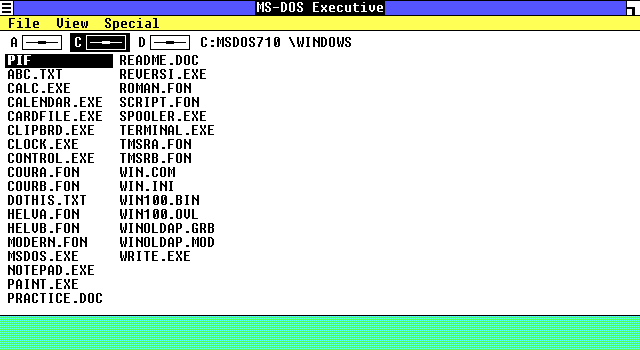 MS-DOS Executive
File View Special
A C D C:MSDOS710 \WINDOWS
PIF README.DOC
ABC.TXT REVERSI.EXE
CALC.EXE ROMAN.FON
CALENDAR.EXE SCRIPT.FON
CARDFILE.EXE SPOOLER.EXE
CLIPBRD.EXE TERMINAL.EXE
CLOCK.EXE TMSRA.FON
CONTROL.EXE TMSRB.FON
COURA.FON WIN.COM
COURB.FON WIN.INI
DOTHIS.TXT WIN100.BIN
HELVA.FON WIN100.OVL
HELVB.FON WINOLDAP.GRB
MODERN.FON WINOLDAP.MOD
MSDOS.EXE WRITE.EXE
NOTEPAD.EXE
PAINT.EXE
PRACTICE.DOC